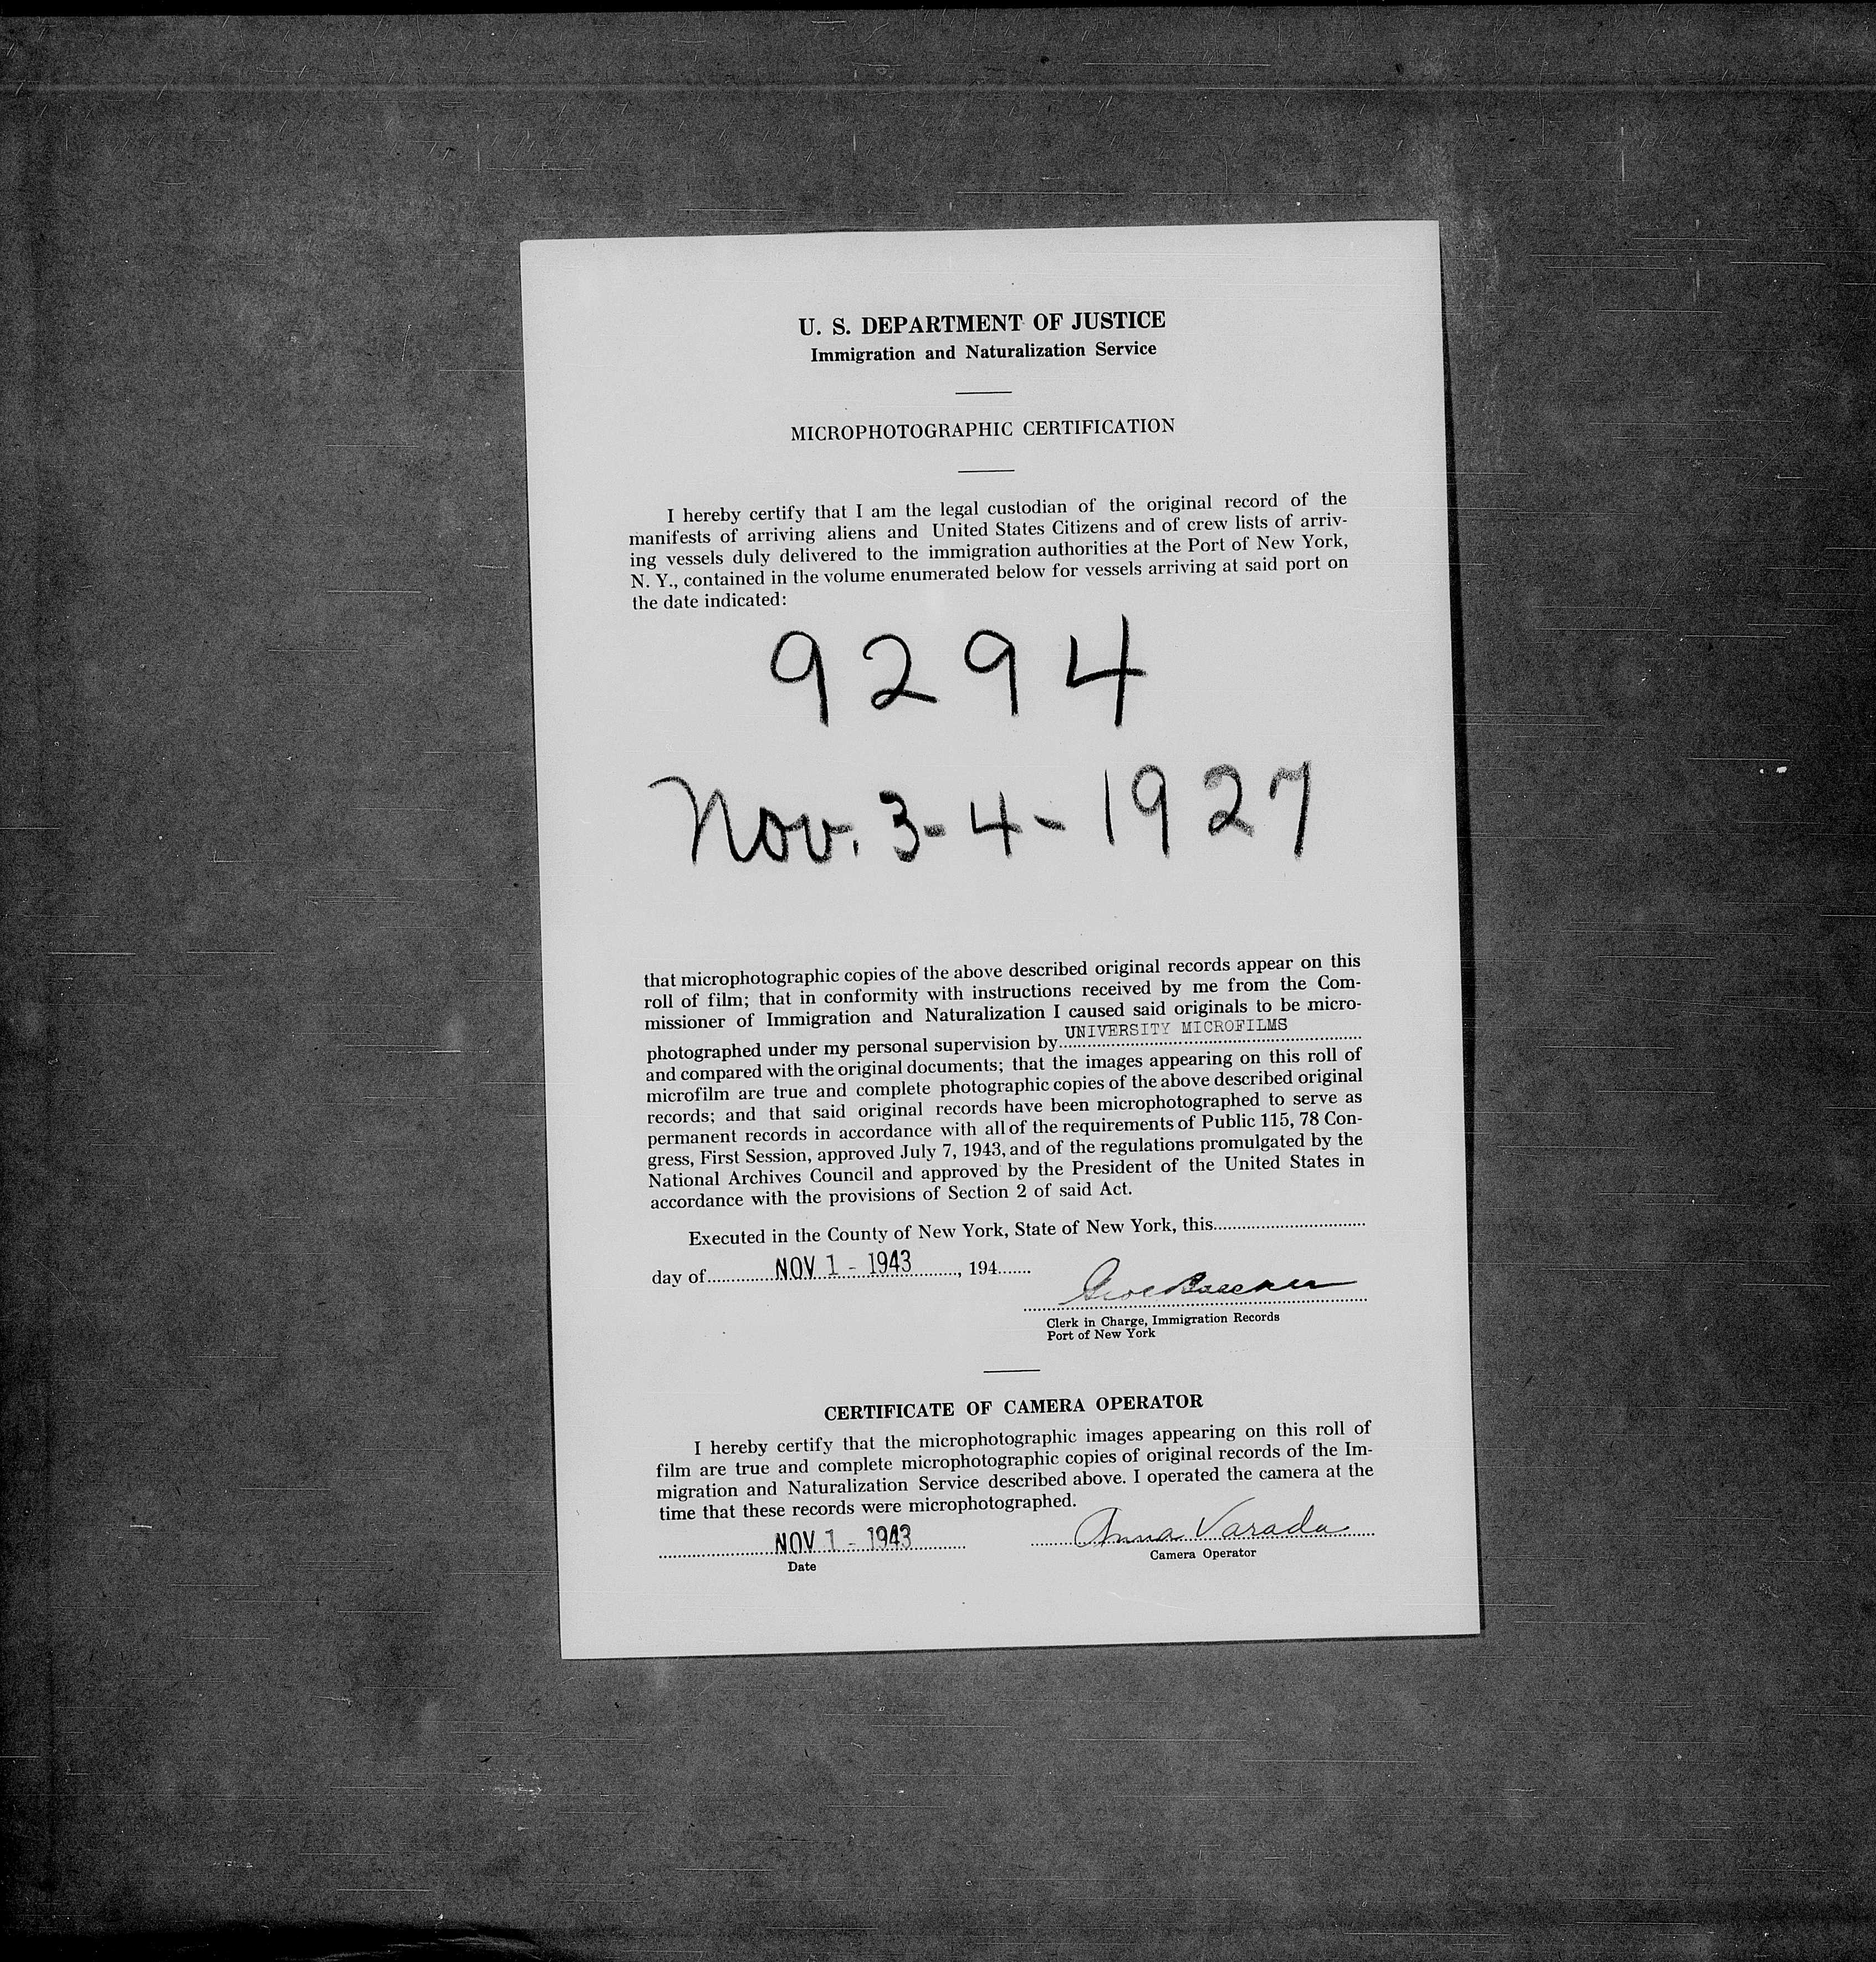 U. S. DEPARTMENT OF JUSTICE
Immigration and Naturalization Service
MICROPHOTOGRAPHIC CERTIFICATION
I hereby certify that I am the legal custodian of the original record of the
manifests of arriving aliens and United States Citizens and of crew lists of arriv-
ing vessels duly delivered to the immigration authorities at the Port of New York,
N. Y., contained in the volume enumerated below for vessels arriving at said port on
the date indicated:
9294
Nov. 3-4-1927
that microphotographic copies of the above described original records appear on this
roll of film; that in conformity with instructions received by me from the Com-
missioner of Immigration and Naturalization I caused said originals to be micro-
photographed under my personal supervision by UNIVERSITY MICROFILMS
and compared with the original documents; that the images appearing on this roll of
microfilm are true and complete photographic copies of the above described original
records; and that said original records have been microphotographed to serve as
permanent records in accordance with all of the requirements of Public 115, 78 Con-
gress, First Session, approved July 7, 1943, and of the regulations promulgated by the
National Archives Council and approved by the President of the United States in
accordance with the provisions of Section 2 of said Act.
Executed in the County of New York, State of New York, this
day of NOV 1 - 1943, 194
Clerk in Charge, Immigration Records
Port of New York
CERTIFICATE OF CAMERA OPERATOR
I hereby certify that the microphotographic images appearing on this roll of
film are true and complete microphotographic copies of original records of the Im-
migration and Naturalization Service described above. I operated the camera at the
time that these records were microphotographed.
NOV 1 - 1943 Anna Varada
Date Camera Operator